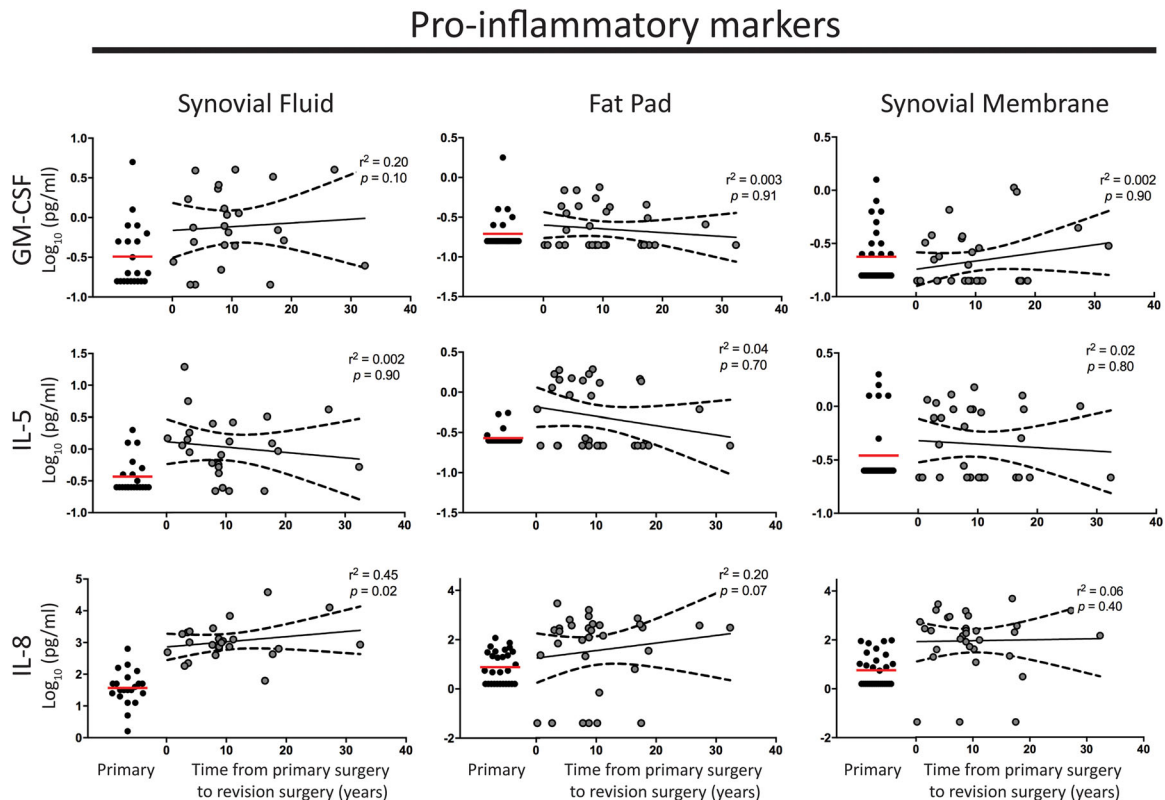 Pro-inflammatory markers
Synovial Fluid
Fat Pad
Synovial Membrane
GM-CSF
Log10 (pg/ml)
1.0
0.5
0.0
-0.5
-1.0
r2 = 0.20
p = 0.10
0 10 20 30 40
0.5
0.0
-0.5
-1.0
-1.5
r2 = 0.003
p = 0.91
0 10 20 30 40
0.5
0.0
-0.5
-1.0
r2 = 0.002
p = 0.90
0 10 20 30 40
IL-5
Log10 (pg/ml)
1.5
1.0
0.5
0.0
-0.5
-1.0
r2 = 0.002
p = 0.90
0 10 20 30 40
0.5
-0.0
-0.5
-1.0
-1.5
r2 = 0.04
p = 0.70
0 10 20 30 40
0.5
0.0
-0.5
-1.0
r2 = 0.02
p = 0.80
0 10 20 30 40
IL-8
Log10 (pg/ml)
5
4
3
2
1
0
r2 = 0.45
p = 0.02
0 10 20 30 40
4
2
0
-2
r2 = 0.20
p = 0.07
0 10 20 30 40
4
2
0
-2
r2 = 0.06
p = 0.40
0 10 20 30 40
Primary
Time from primary surgery
to revision surgery (years)
Primary
Time from primary surgery
to revision surgery (years)
Primary
Time from primary surgery
to revision surgery (years)